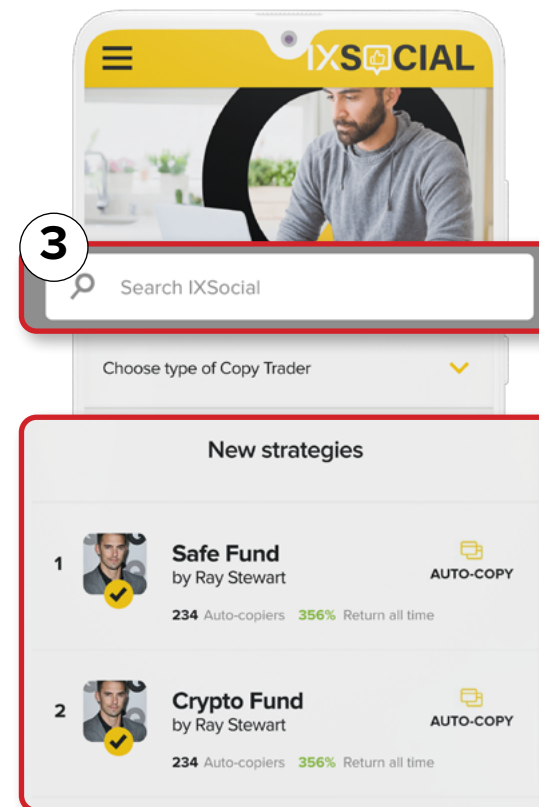 IXSOCIAL
3
Search IXSocial
Choose type of Copy Trader
New strategies
1
Safe Fund
by Ray Stewart
AUTO-COPY
234 Auto-copiers 356% Return all time
2
Crypto Fund
by Ray Stewart
AUTO-COPY
234 Auto-copiers 356% Return all time